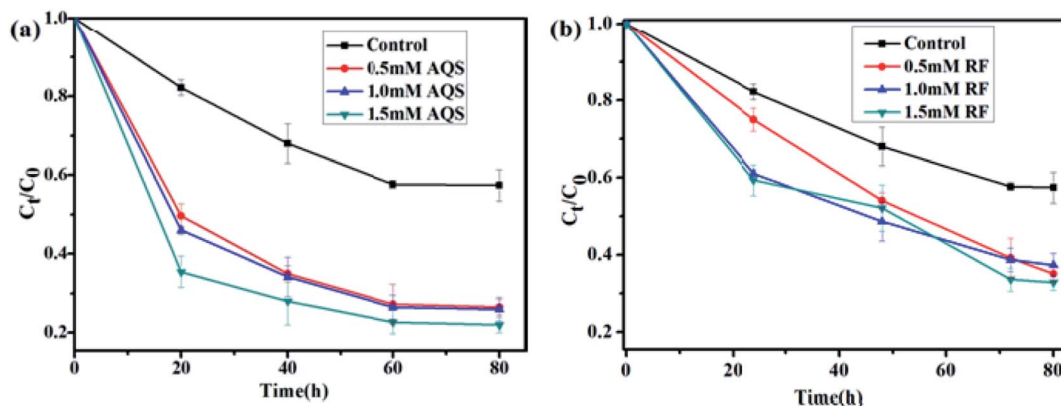 (a)
1.0
0.8
0.6
0.4
0.2
Ct/C0
Control
0.5mM AQS
1.0mM AQS
1.5mM AQS
0 20 40 60 80
Time(h)
(b)
1.0
0.8
0.6
0.4
0.2
Ct/C0
Control
0.5mM RF
1.0mM RF
1.5mM RF
0 20 40 60 80
Time(h)